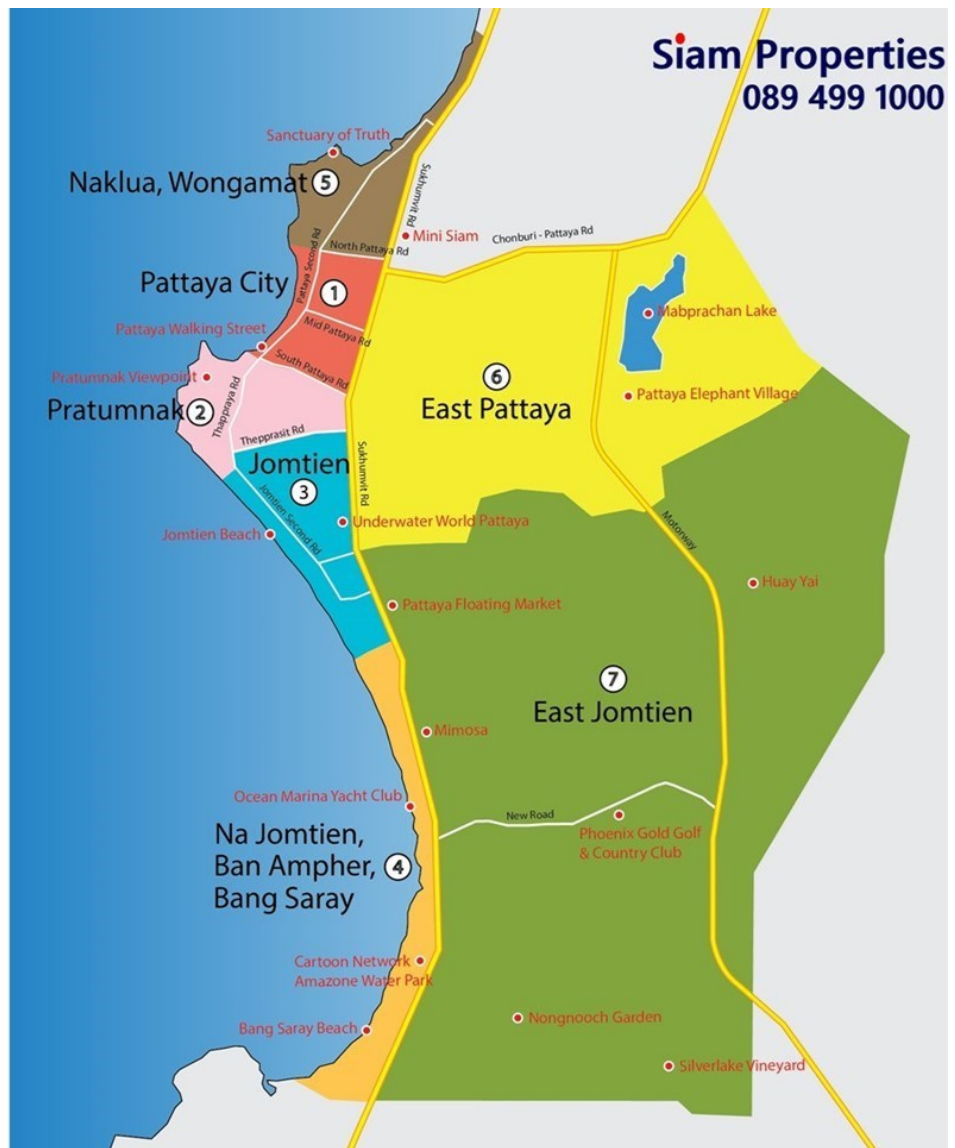 Siam Properties
089 499 1000
Sanctuary of Truth
Naklua, Wongamat 5
Sukhumvit Rd
Mini Siam
Chonburi - Pattaya Rd
North Pattaya Rd
Pattaya Second Rd
Pattaya City
1
Mabprachan Lake
Mid Pattaya Rd
Pattaya Walking Street
South Pattaya Rd
Pratumnak Viewpoint
6
East Pattaya
Pattaya Elephant Village
Pratumnak 2
Thappraya Rd
Thepprasit Rd
Jomtien
3
Sukhumvit Rd
Jomtien Second Rd
Underwater World Pattaya
Jomtien Beach
Motorway
Huay Yai
Pattaya Floating Market
7
East Jomtien
Mimosa
Ocean Marina Yacht Club
New Road
Phoenix Gold Golf
& Country Club
Na Jomtien,
Ban Ampher, 4
Bang Saray
Cartoon Network
Amazone Water Park
Bang Saray Beach
Nongnooch Garden
Silverlake Vineyard